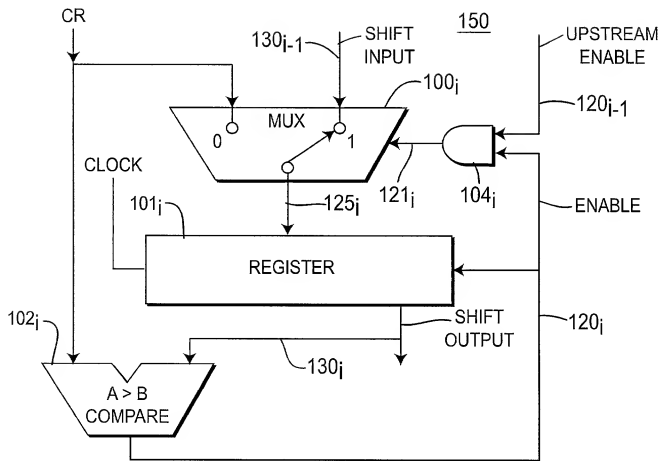 CR
130i-1
SHIFT
INPUT
150
UPSTREAM
ENABLE
100i
MUX
0
1
120i-1
CLOCK
121i
104i
101i
125i
ENABLE
REGISTER
102i
SHIFT
OUTPUT
120i
130i
A > B
COMPARE